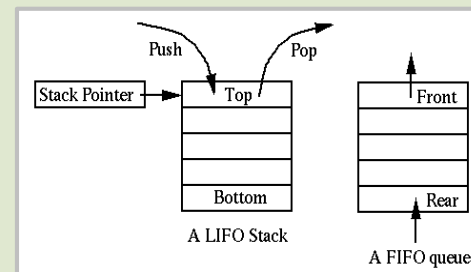 Push
Pop
Stack Pointer
Top
Front
Bottom
Rear
A LIFO Stack
A FIFO queue